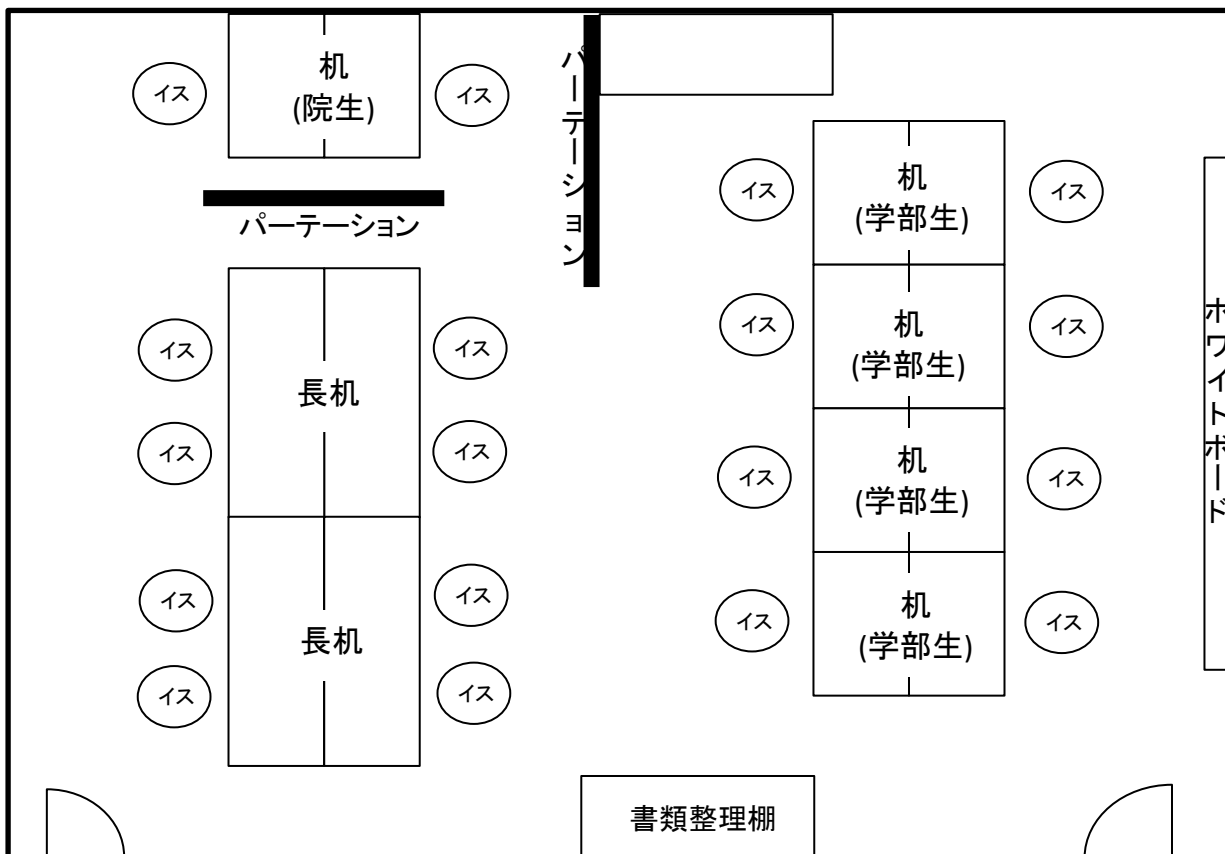 イス
机
(院生)
イス
パーテーション
パーテーション
イス
イス
長机
イス
イス
イス
イス
長机
イス
イス
イス
机
(学部生)
イス
イス
机
(学部生)
イス
イス
机
(学部生)
イス
イス
机
(学部生)
イス
ホワイトボード
書類整理棚